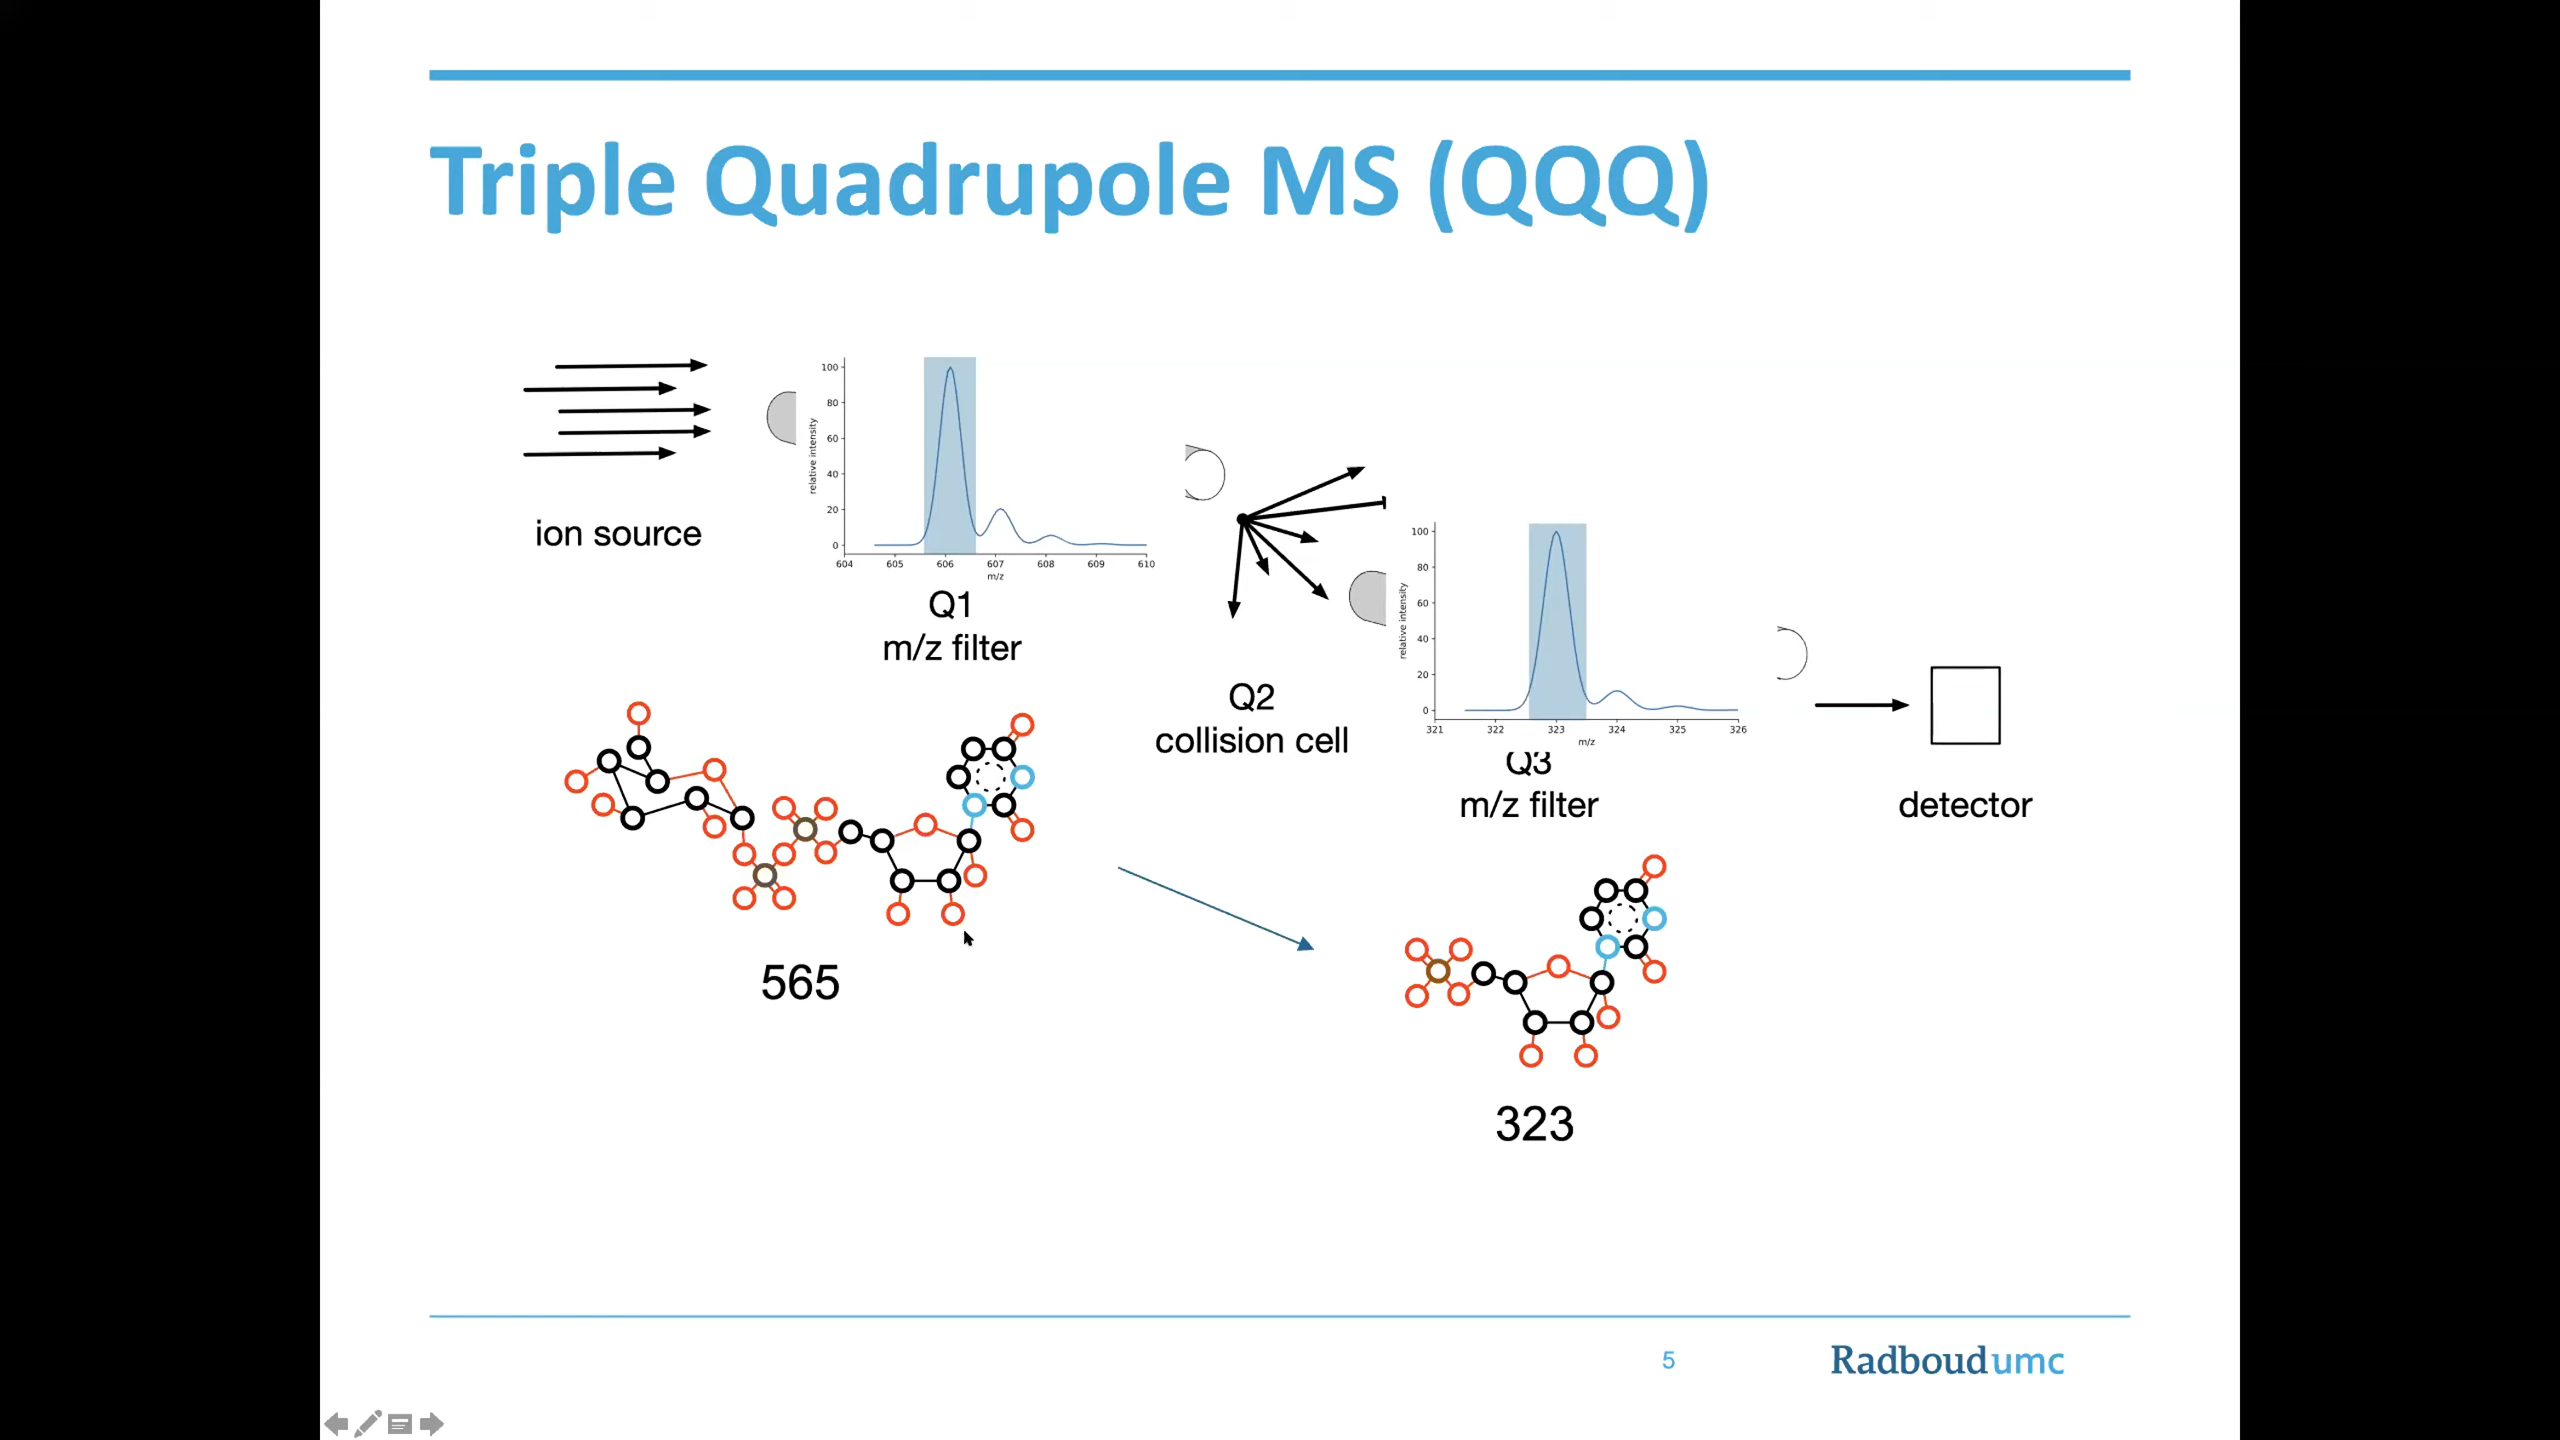 Triple Quadrupole MS (QQQ)
ion source
100
80
60
40
20
0
relative intensity
604 605 606 607 608 609 610
m/z
Q1
m/z filter
Q2
collision cell
100
80
60
40
20
0
relative intensity
321 322 323 324 325 326
m/z
Q3
m/z filter
detector
565
323
5
Radboudumc